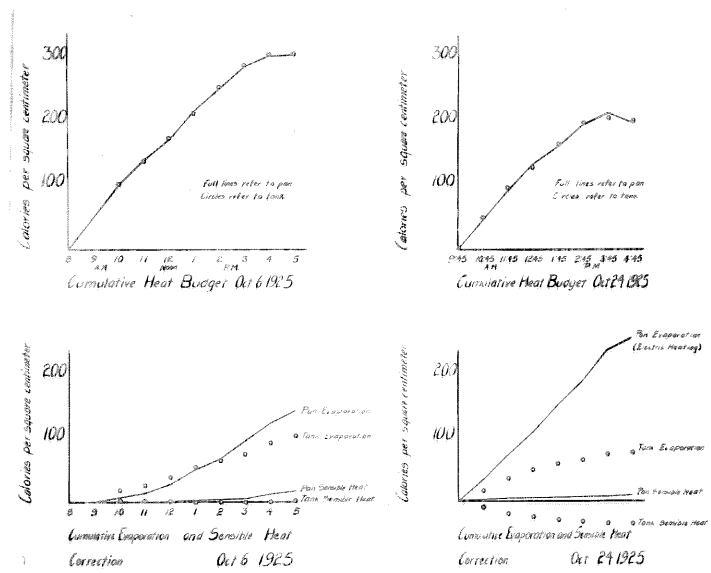 Calories per square centimeter
300
200
100
Full lines refer to pan
Circles refer to tank
8 9 10 11 12 1 2 3 4 5
A.M. Noon P.M.
Cumulative Heat Budget Oct 6 1925
Calories per square centimeter
300
200
100
Full lines refer to pan
Circles refer to tank
9:45 10:45 11:45 12:45 1:45 2:45 3:45 4:45
A.M. P.M.
Cumulative Heat Budget Oct 24 1925
Calories per square centimeter
200
100
Pan Evaporation
Tank Evaporation
Pan Sensible Heat
Tank Sensible Heat
8 9 10 11 12 1 2 3 4 5
Cumulative Evaporation and Sensible Heat
Correction Oct 6 1925
Calories per square centimeter
200
100
Pan Evaporation
(Electric Heating)
Tank Evaporation
Pan Sensible Heat
Tank Sensible Heat
Cumulative Evaporation and Sensible Heat
Correction Oct 24 1925